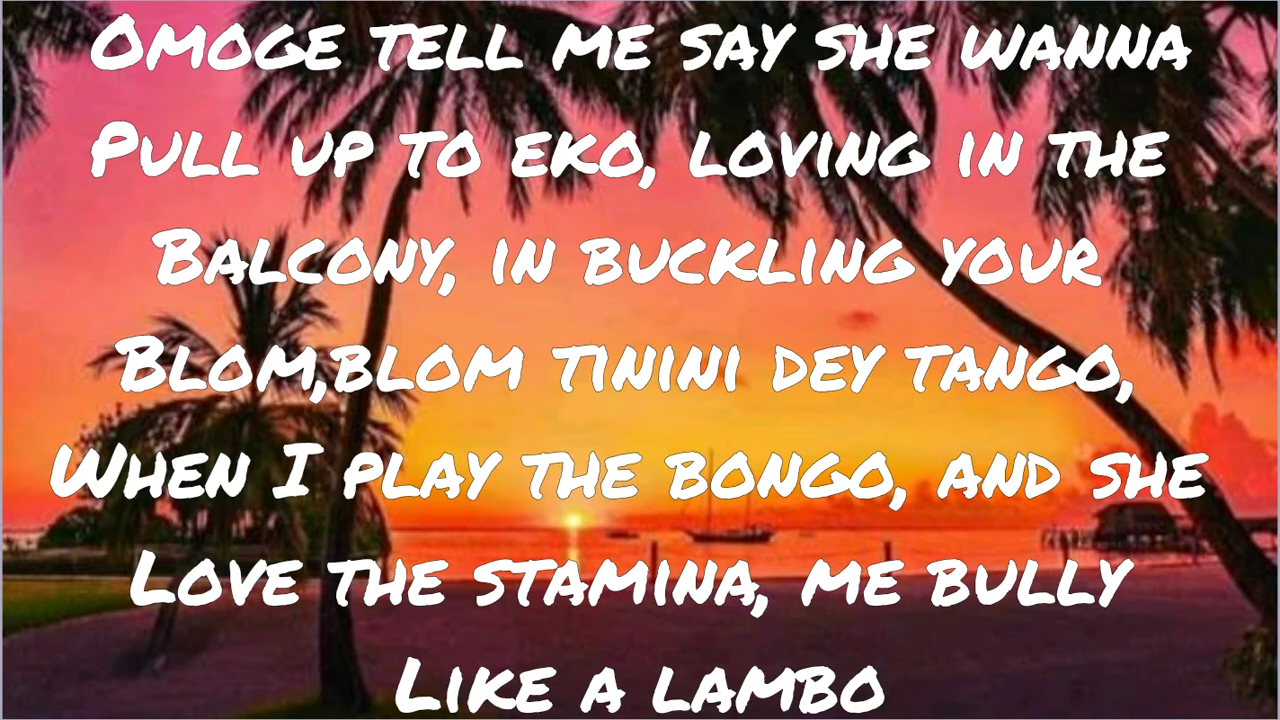 Omoge tell me say she wanna
Pull up to eko, loving in the
Balcony, in buckling your
Blom,blom tinini dey tango,
When I play the bongo, and she
Love the stamina, me bully
Like a lambo